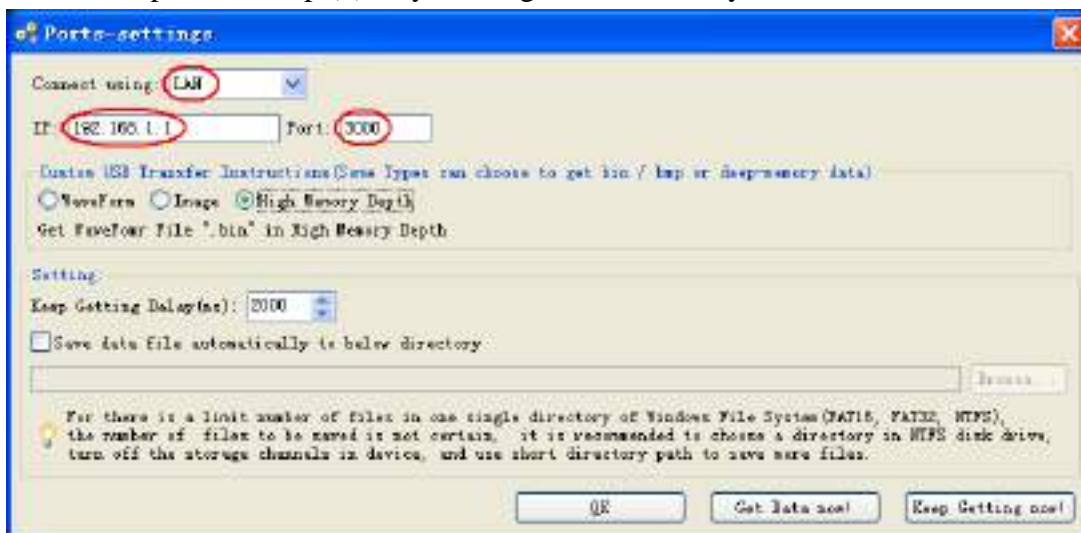 Ports-settings
Connect using: LAN
IP: 192.168.1.1 Port: 3000
Custom USB Transfer Instructions(Some Types can choose to get bin / bmp or deep-memory data)
WaveForm Image High Memory Depth
Get WaveFour File ".bin" in High Memory Depth
Setting
Keep Getting Delay(ms): 2000
Save data file automatically to below directory
Browse...
For there is a limit number of files in one single directory of Windows File System(FAT16, FAT32, NTFS),
the number of files to be saved is not certain, it is recommended to choose a directory in NTFS disk drive,
turn off the storage channels in device, and use short directory path to save more files.
OK Get Data now! Keep Getting now!